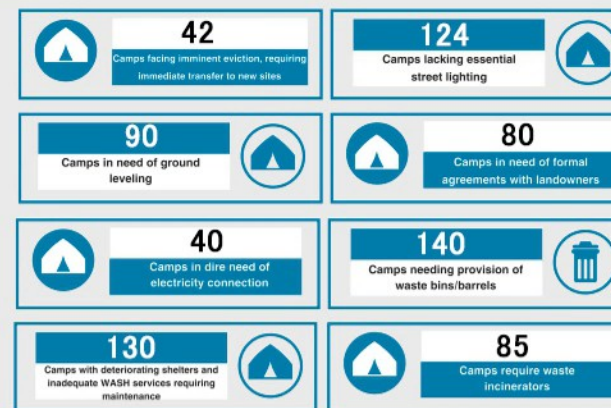 42
Camps facing imminent eviction, requiring
immediate transfer to new sites
124
Camps lacking essential
street lighting
90
Camps in need of ground
leveling
80
Camps in need of formal
agreements with landowners
40
Camps in dire need of
electricity connection
140
Camps needing provision of
waste bins/barrels
130
Camps with deteriorating shelters and
inadequate WASH services requiring
maintenance
85
Camps require waste
incinerators